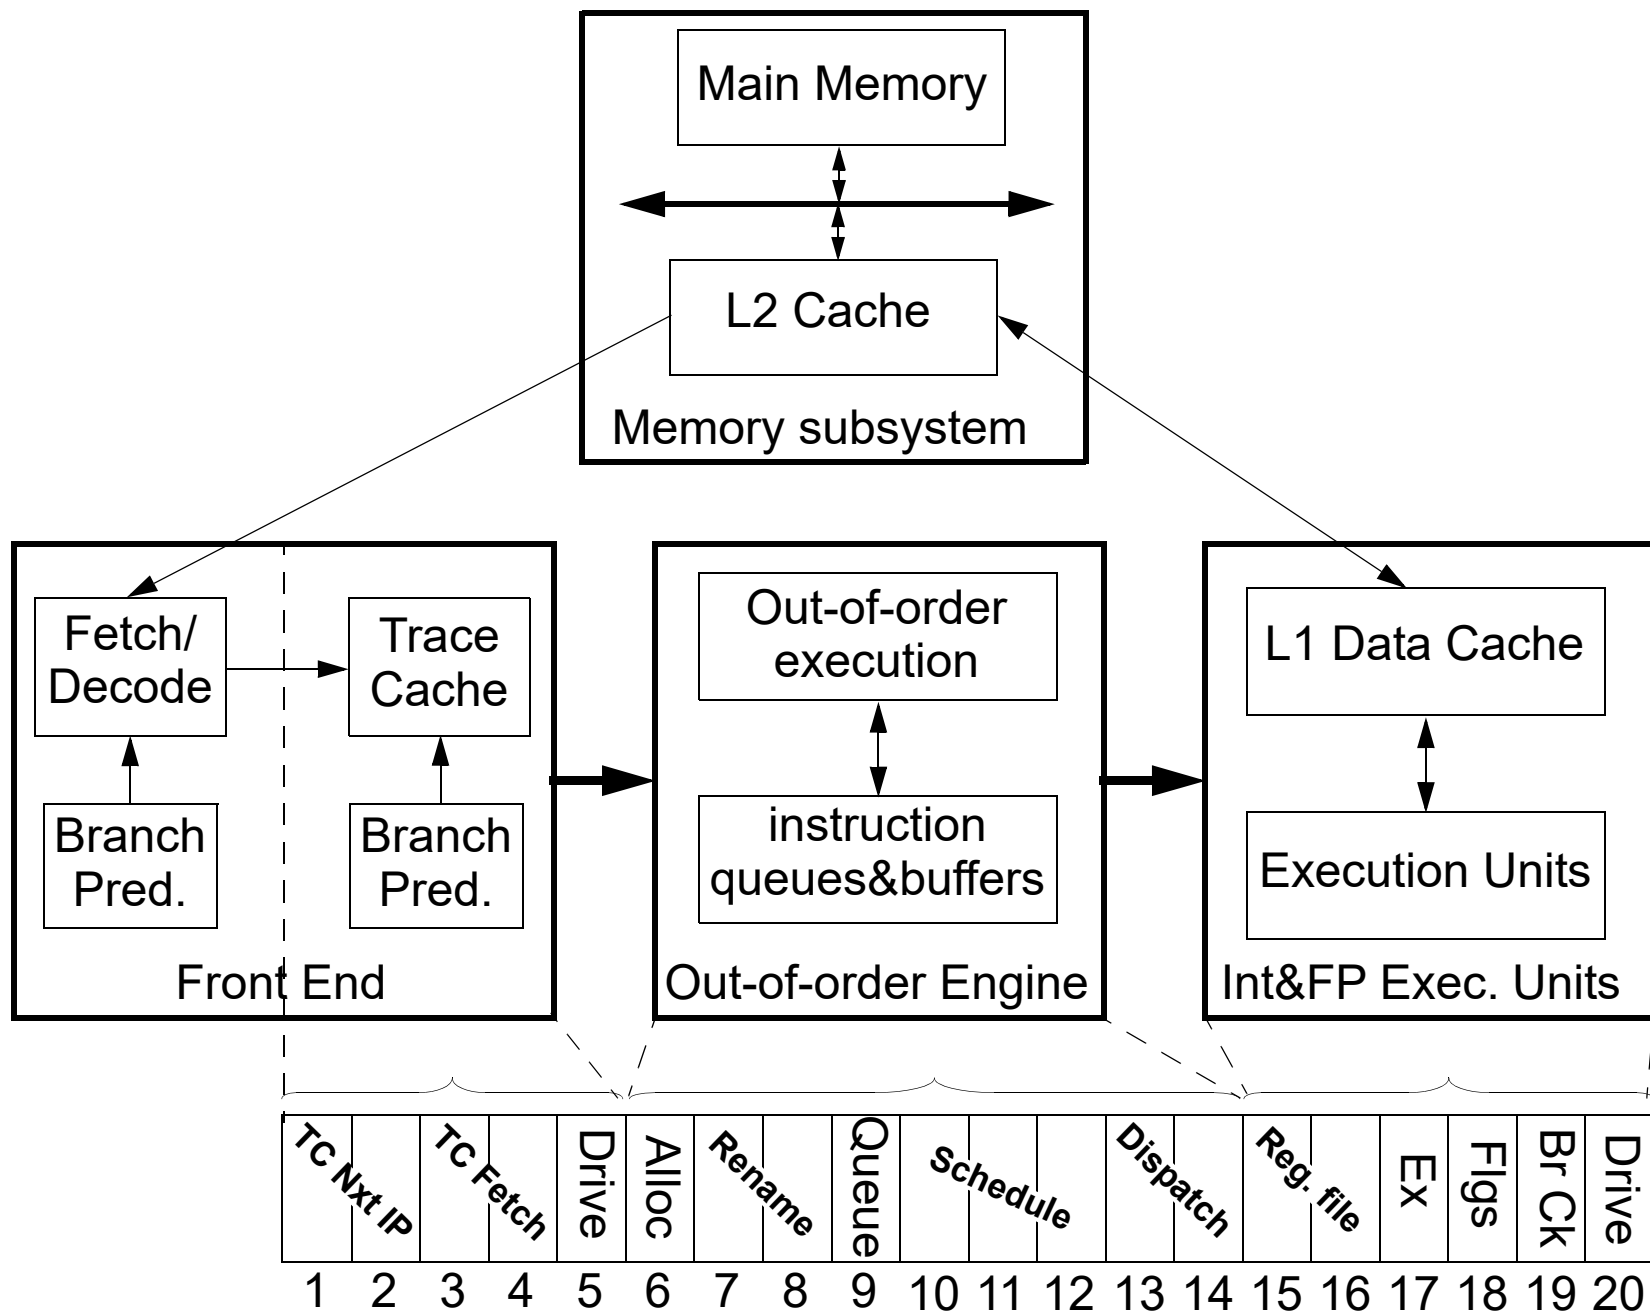 Main Memory
L2 Cache
Memory subsystem
Fetch/
Decode
Trace
Cache
Branch
Pred.
Branch
Pred.
Front End
Out-of-order
execution
instruction
queues&buffers
Out-of-order Engine
L1 Data Cache
Execution Units
Int&FP Exec. Units
TC Nxt IP
TC Fetch
Drive
Alloc
Rename
Queue
Schedule
Dispatch
Reg. file
Ex
Flgs
Br Ck
Drive
1 2 3 4 5 6 7 8 9 10 11 12 13 14 15 16 17 18 19 20